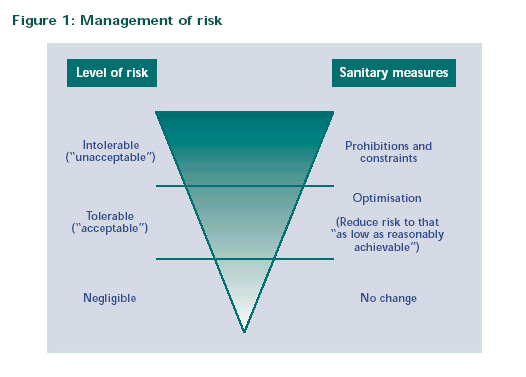 Figure 1: Management of risk
Level of risk
Sanitary measures
Intolerable
("unacceptable")
Prohibitions and
constraints
Tolerable
("acceptable")
Optimisation
(Reduce risk to that
"as low as reasonably
achievable")
Negligible
No change